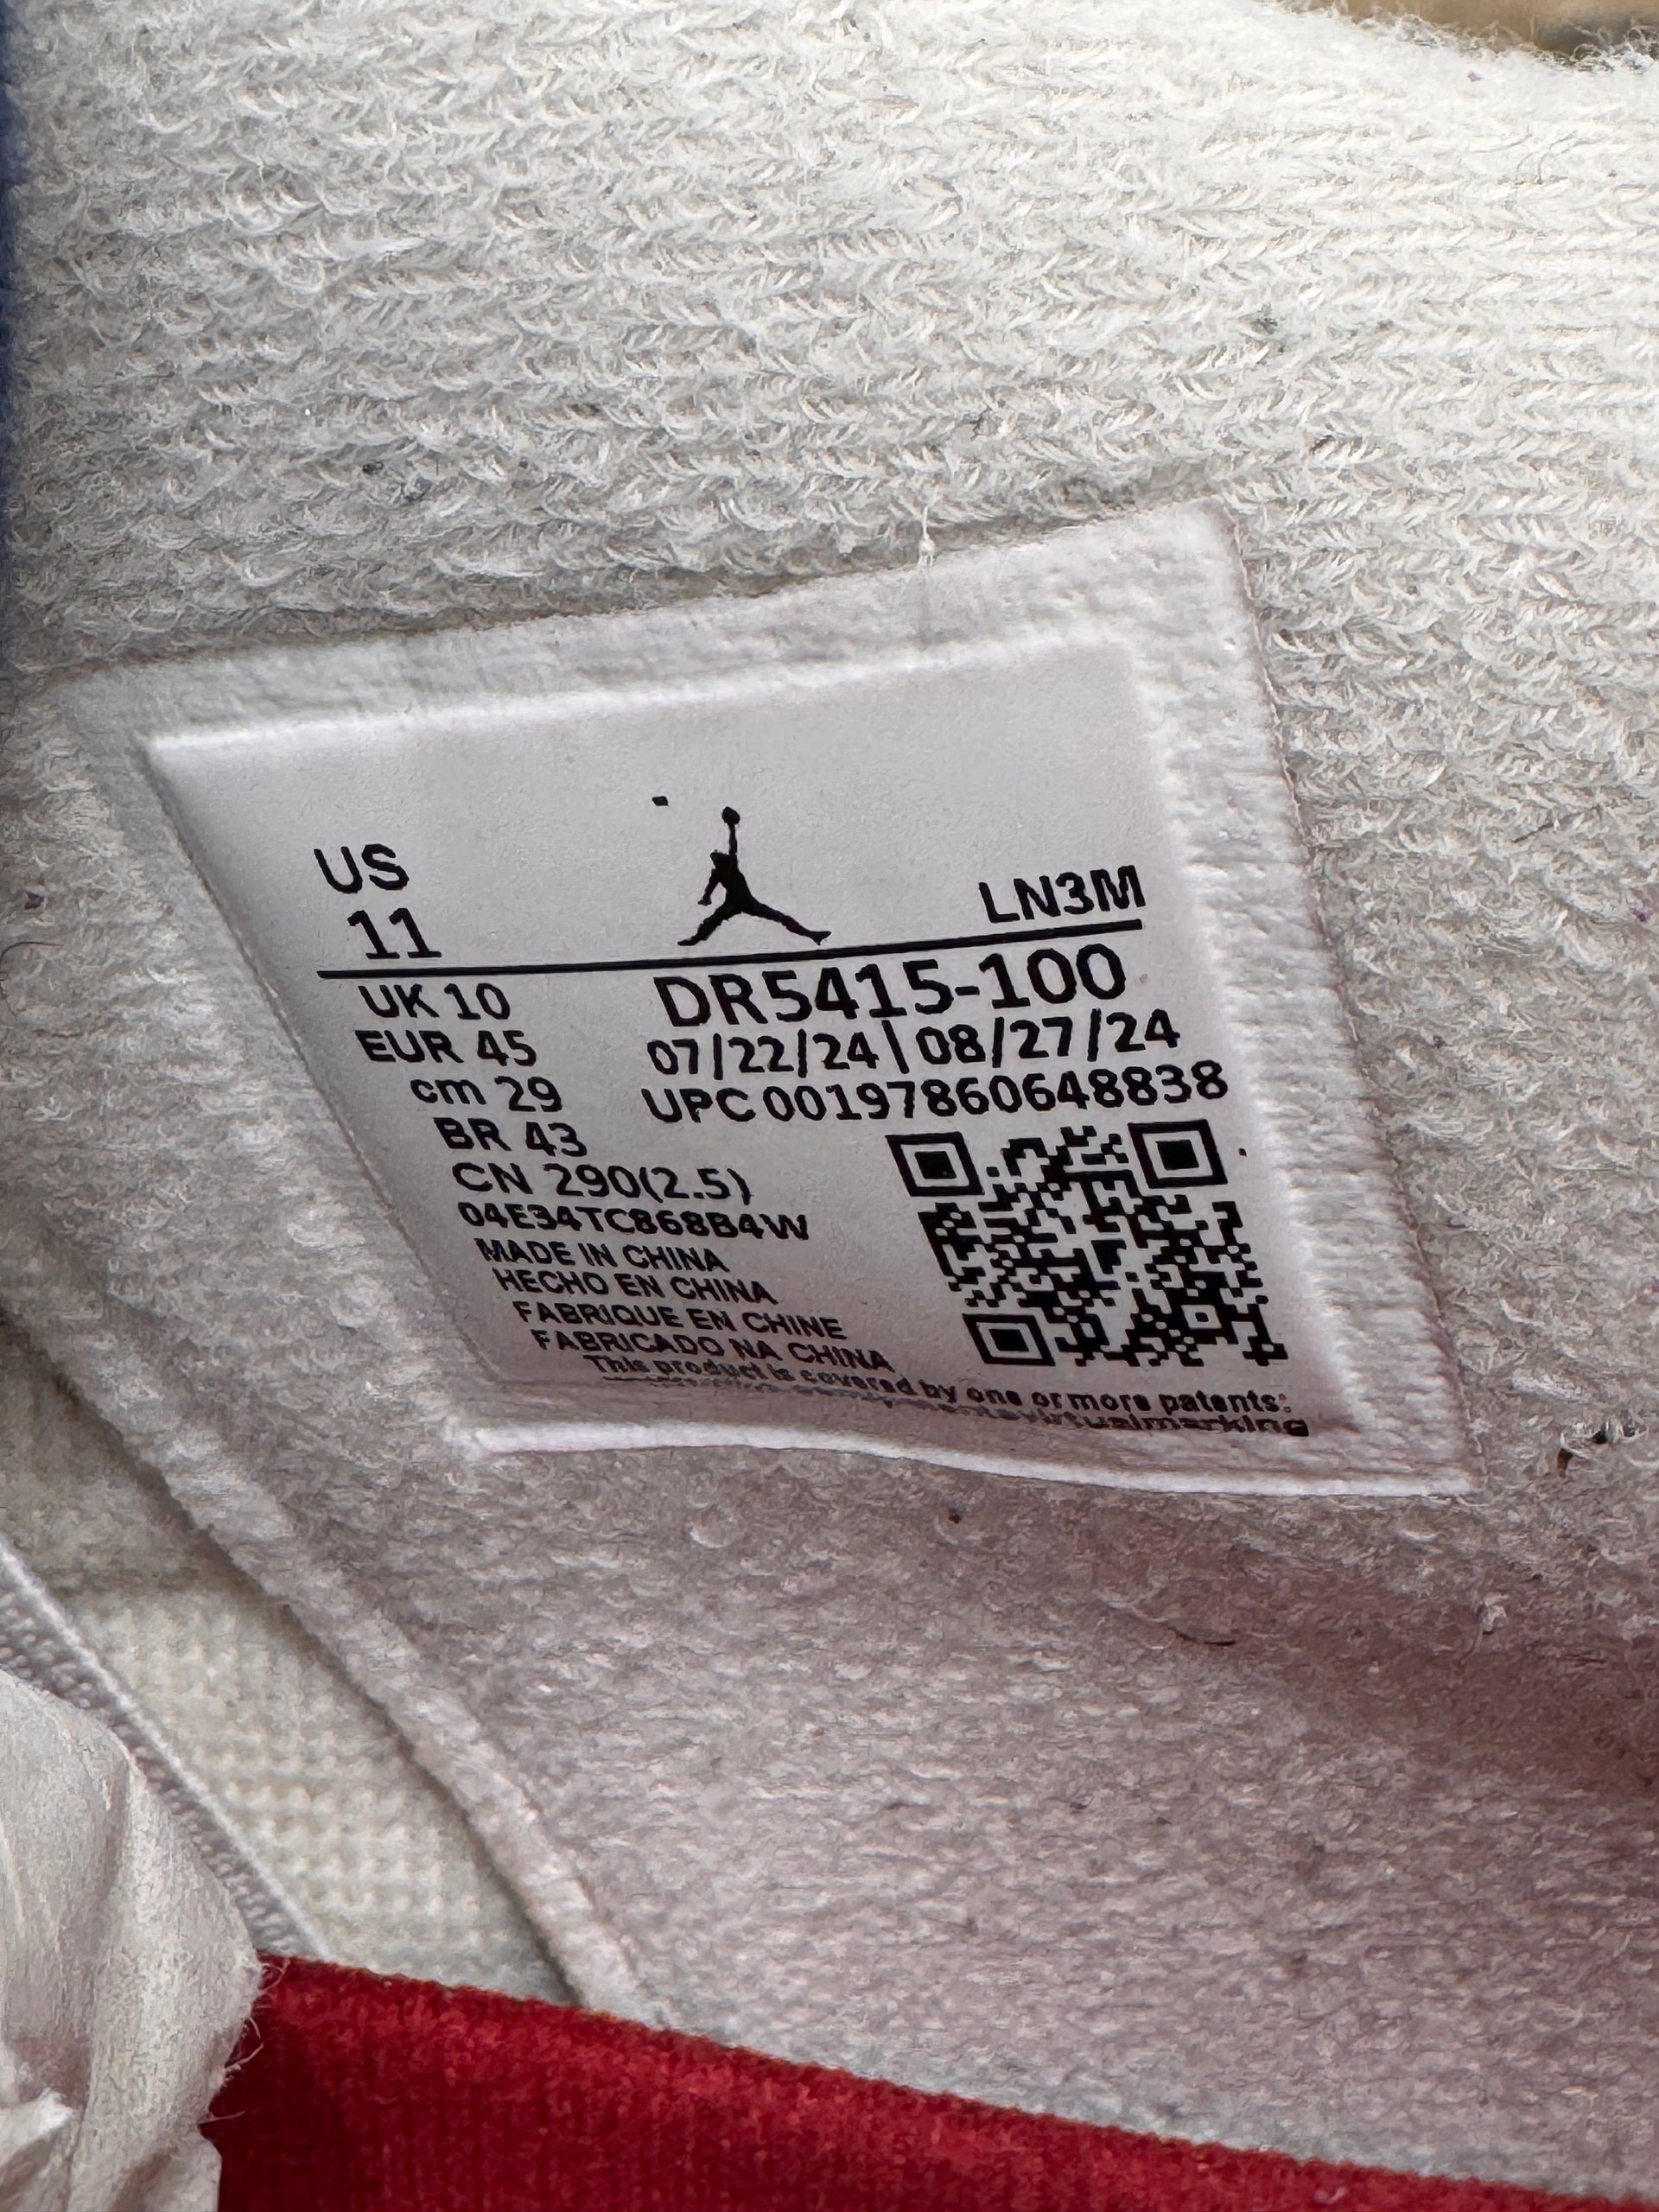 US
11
LN3M
UK 10
EUR 45
cm 29
BR 43
CN 290(2.5)
DR5415-100
07/22/24 | 08/27/24
UPC 00197860648838
04E34TC868B4W
MADE IN CHINA
HECHO EN CHINA
FABRIQUE EN CHINE
FABRICADO NA CHINA
This product is covered by one or more patents: